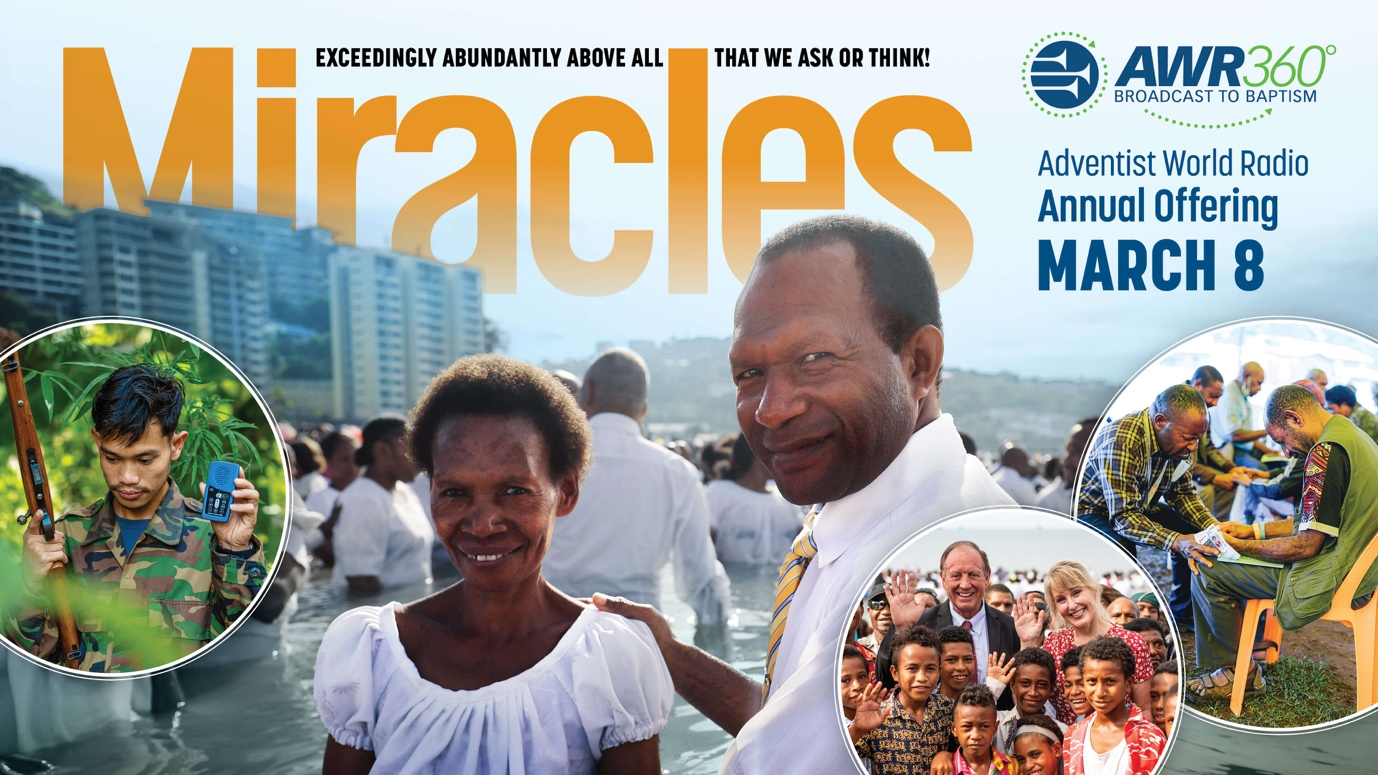 Miracles
EXCEEDINGLY ABUNDANTLY ABOVE ALL THAT WE ASK OR THINK!
AWR360°
BROADCAST TO BAPTISM
Adventist World Radio
Annual Offering
MARCH 8